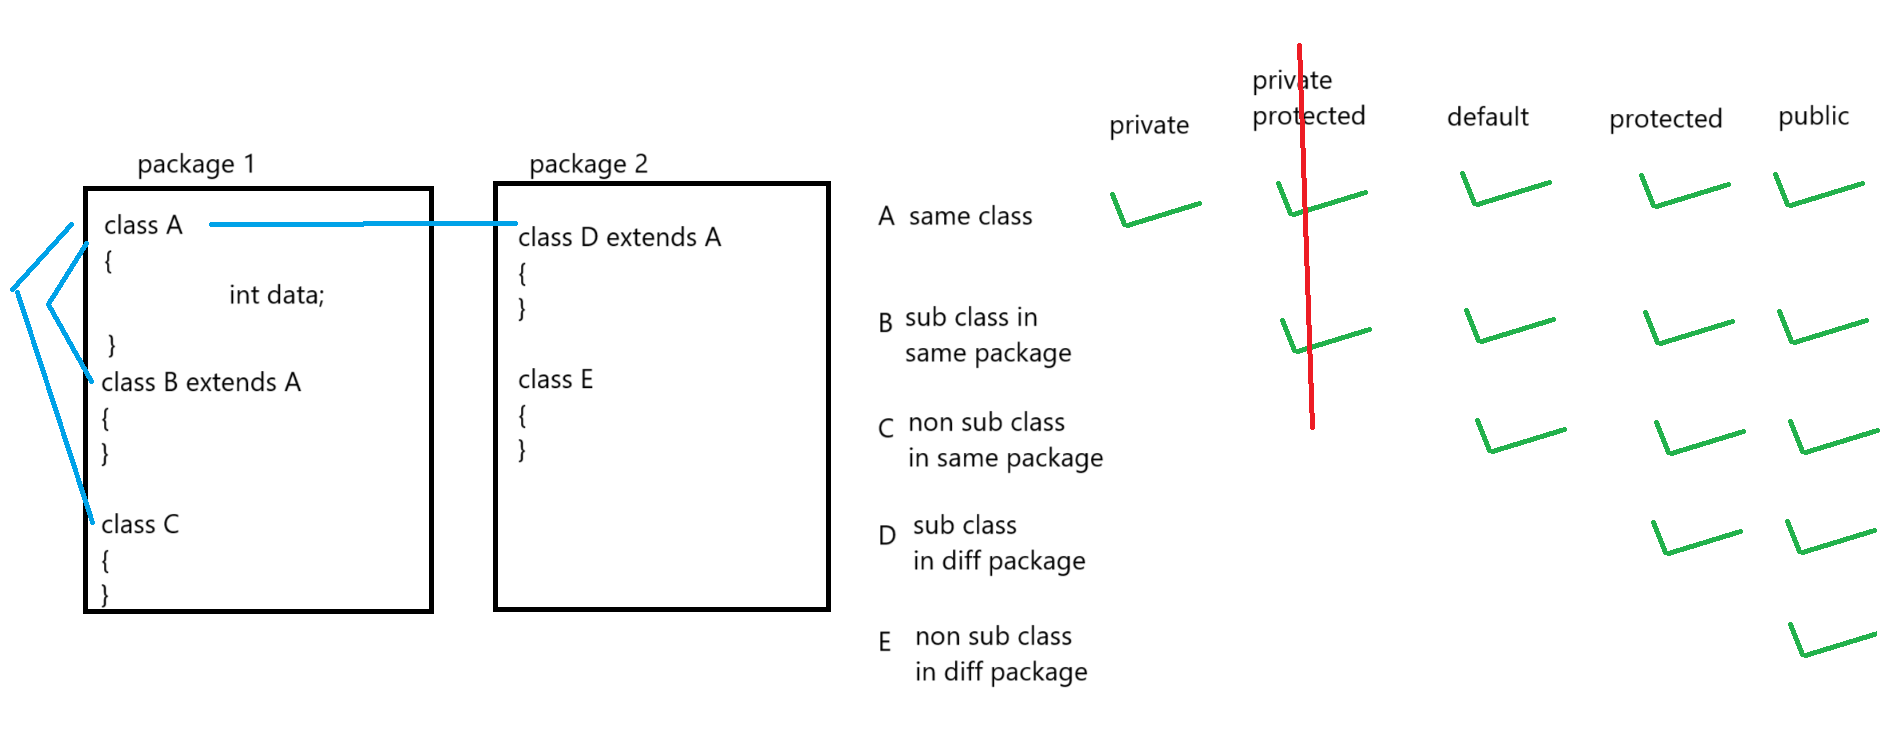 package 1
class A
{
int data;
}
class B extends A
{
}
class C
{
}
package 2
class D extends A
{
}
class E
{
}
private
private
protected
default
protected
public
A same class
B sub class in
same package
C non sub class
in same package
D sub class
in diff package
E non sub class
in diff package